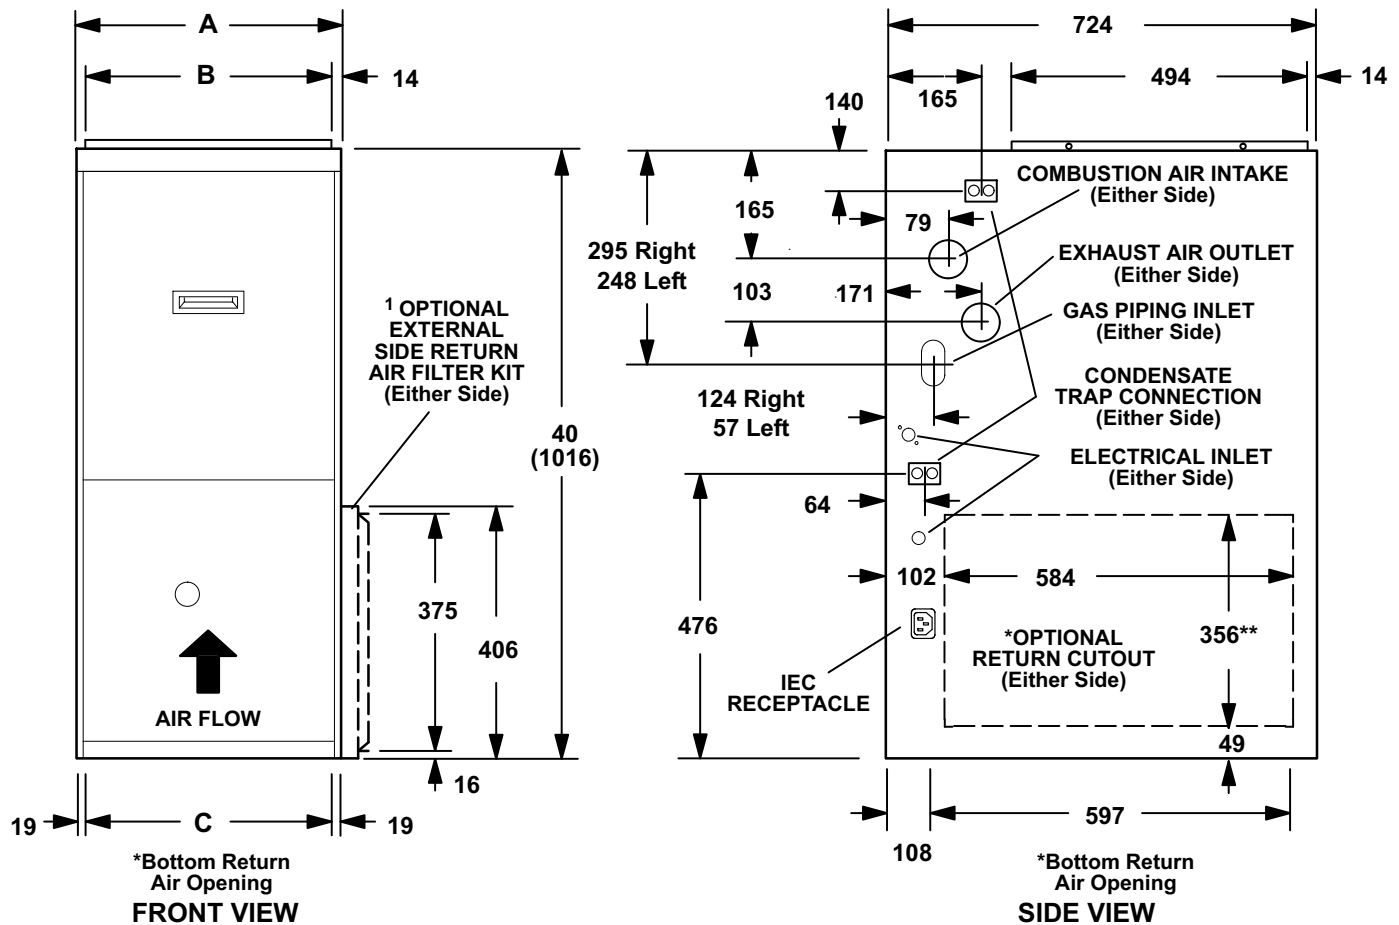 A
B
14
1 OPTIONAL
EXTERNAL
SIDE RETURN
AIR FILTER KIT
(Either Side)
40
(1016)
375
406
16
AIR FLOW
19
C
19
*Bottom Return
Air Opening
FRONT VIEW
724
494
14
165
140
COMBUSTION AIR INTAKE
(Either Side)
165
79
295 Right
248 Left
EXHAUST AIR OUTLET
(Either Side)
103
171
GAS PIPING INLET
(Either Side)
124 Right
57 Left
CONDENSATE
TRAP CONNECTION
(Either Side)
ELECTRICAL INLET
(Either Side)
64
102
584
476
356**
*OPTIONAL
RETURN CUTOUT
(Either Side)
IEC
RECEPTACLE
49
597
108
*Bottom Return
Air Opening
SIDE VIEW